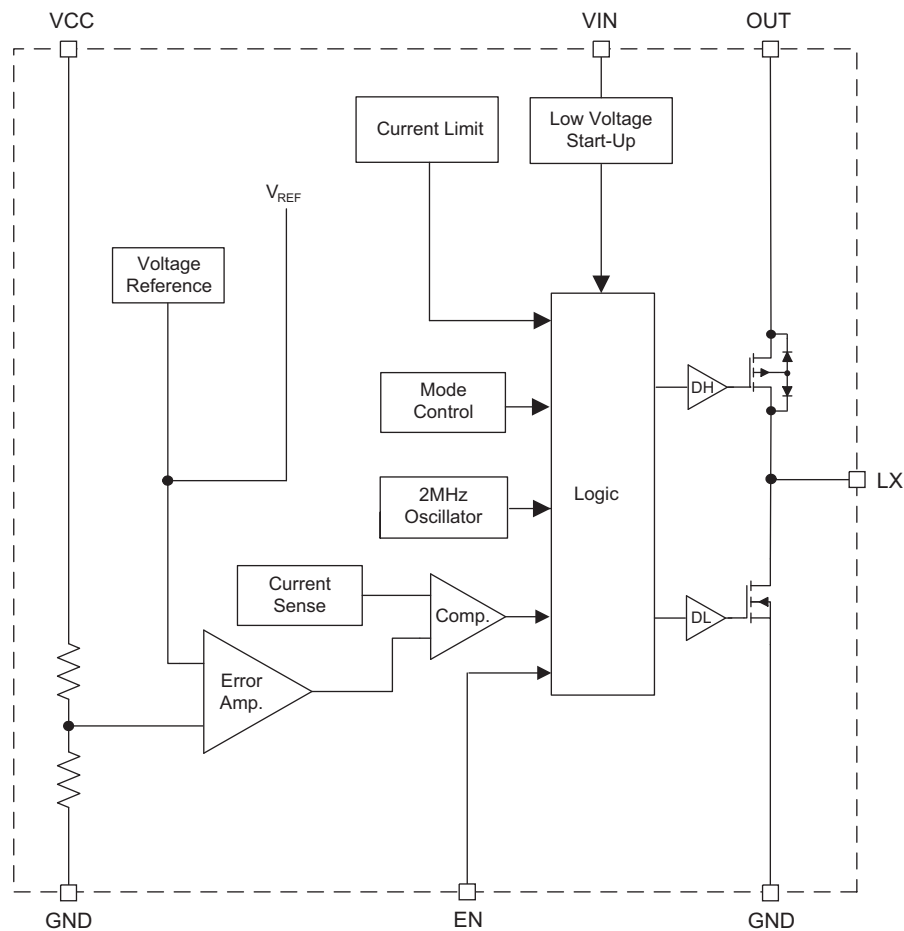 VCC
VIN
OUT
Current Limit
Low Voltage
Start-Up
VREF
Voltage
Reference
Mode
Control
DH
2MHz
Oscillator
Logic
LX
Current
Sense
Comp.
DL
Error
Amp.
GND
EN
GND